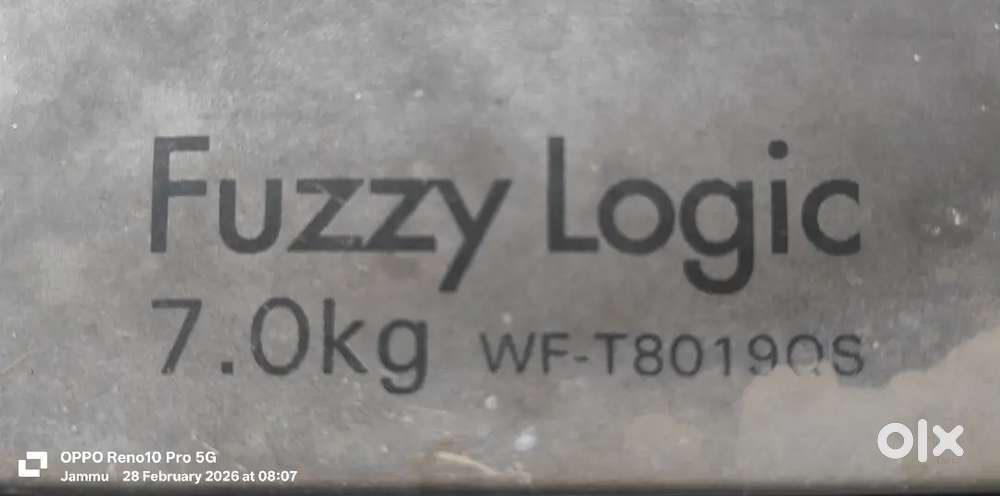 Fuzzy Logic
7.0kg WF-T8019QS
olx
OPPO Reno10 Pro 5G
Jammu 28 February 2026 at 08:07